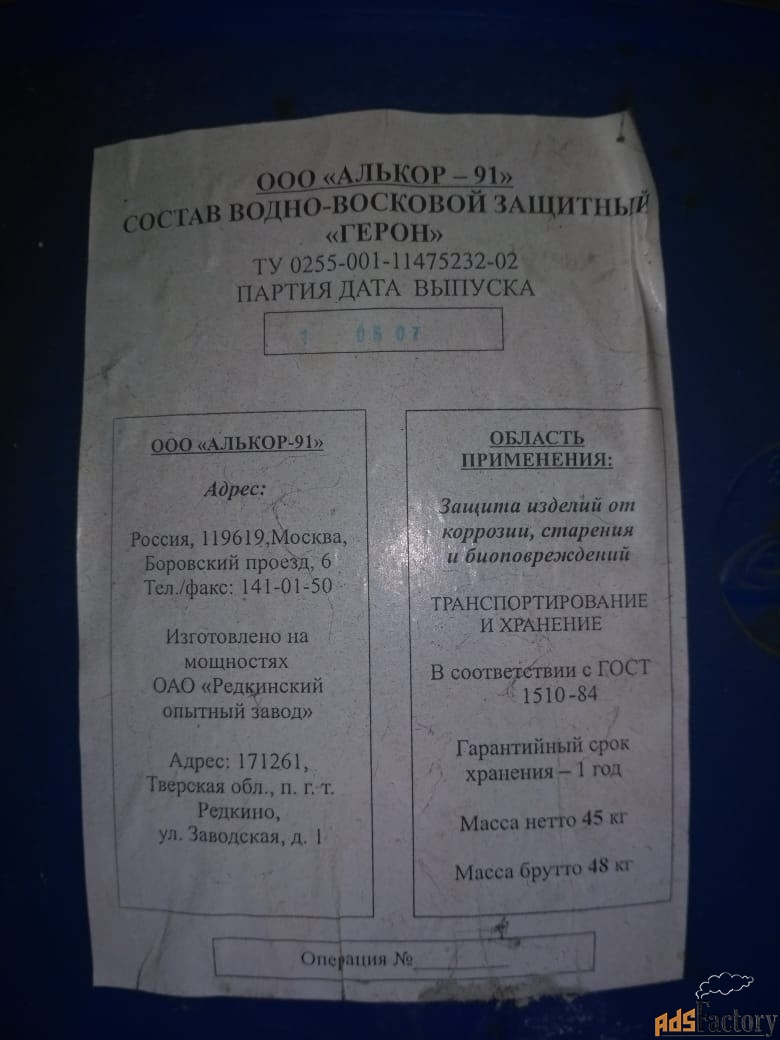 ООО «АЛЬКОР – 91»
СОСТАВ ВОДНО-ВОСКОВОЙ ЗАЩИТНЫЙ
«ГЕРОН»
ТУ 0255-001-11475232-02
ПАРТИЯ ДАТА ВЫПУСКА
1 05 07
ООО «АЛЬКОР-91»
Адрес:
Россия, 119619,Москва,
Боровский проезд, 6
Тел./факс: 141-01-50
Изготовлено на
мощностях
ОАО «Редкинский
опытный завод»
Адрес: 171261,
Тверская обл., п. г. т.
Редкино,
ул. Заводская, д. 1
ОБЛАСТЬ
ПРИМЕНЕНИЯ:
Защита изделий от
коррозии, старения
и биоповреждений
ТРАНСПОРТИРОВАНИЕ
И ХРАНЕНИЕ
В соответствии с ГОСТ
1510-84
Гарантийный срок
хранения – 1 год
Масса нетто 45 кг
Масса брутто 48 кг
Операция №________
AdsFactory